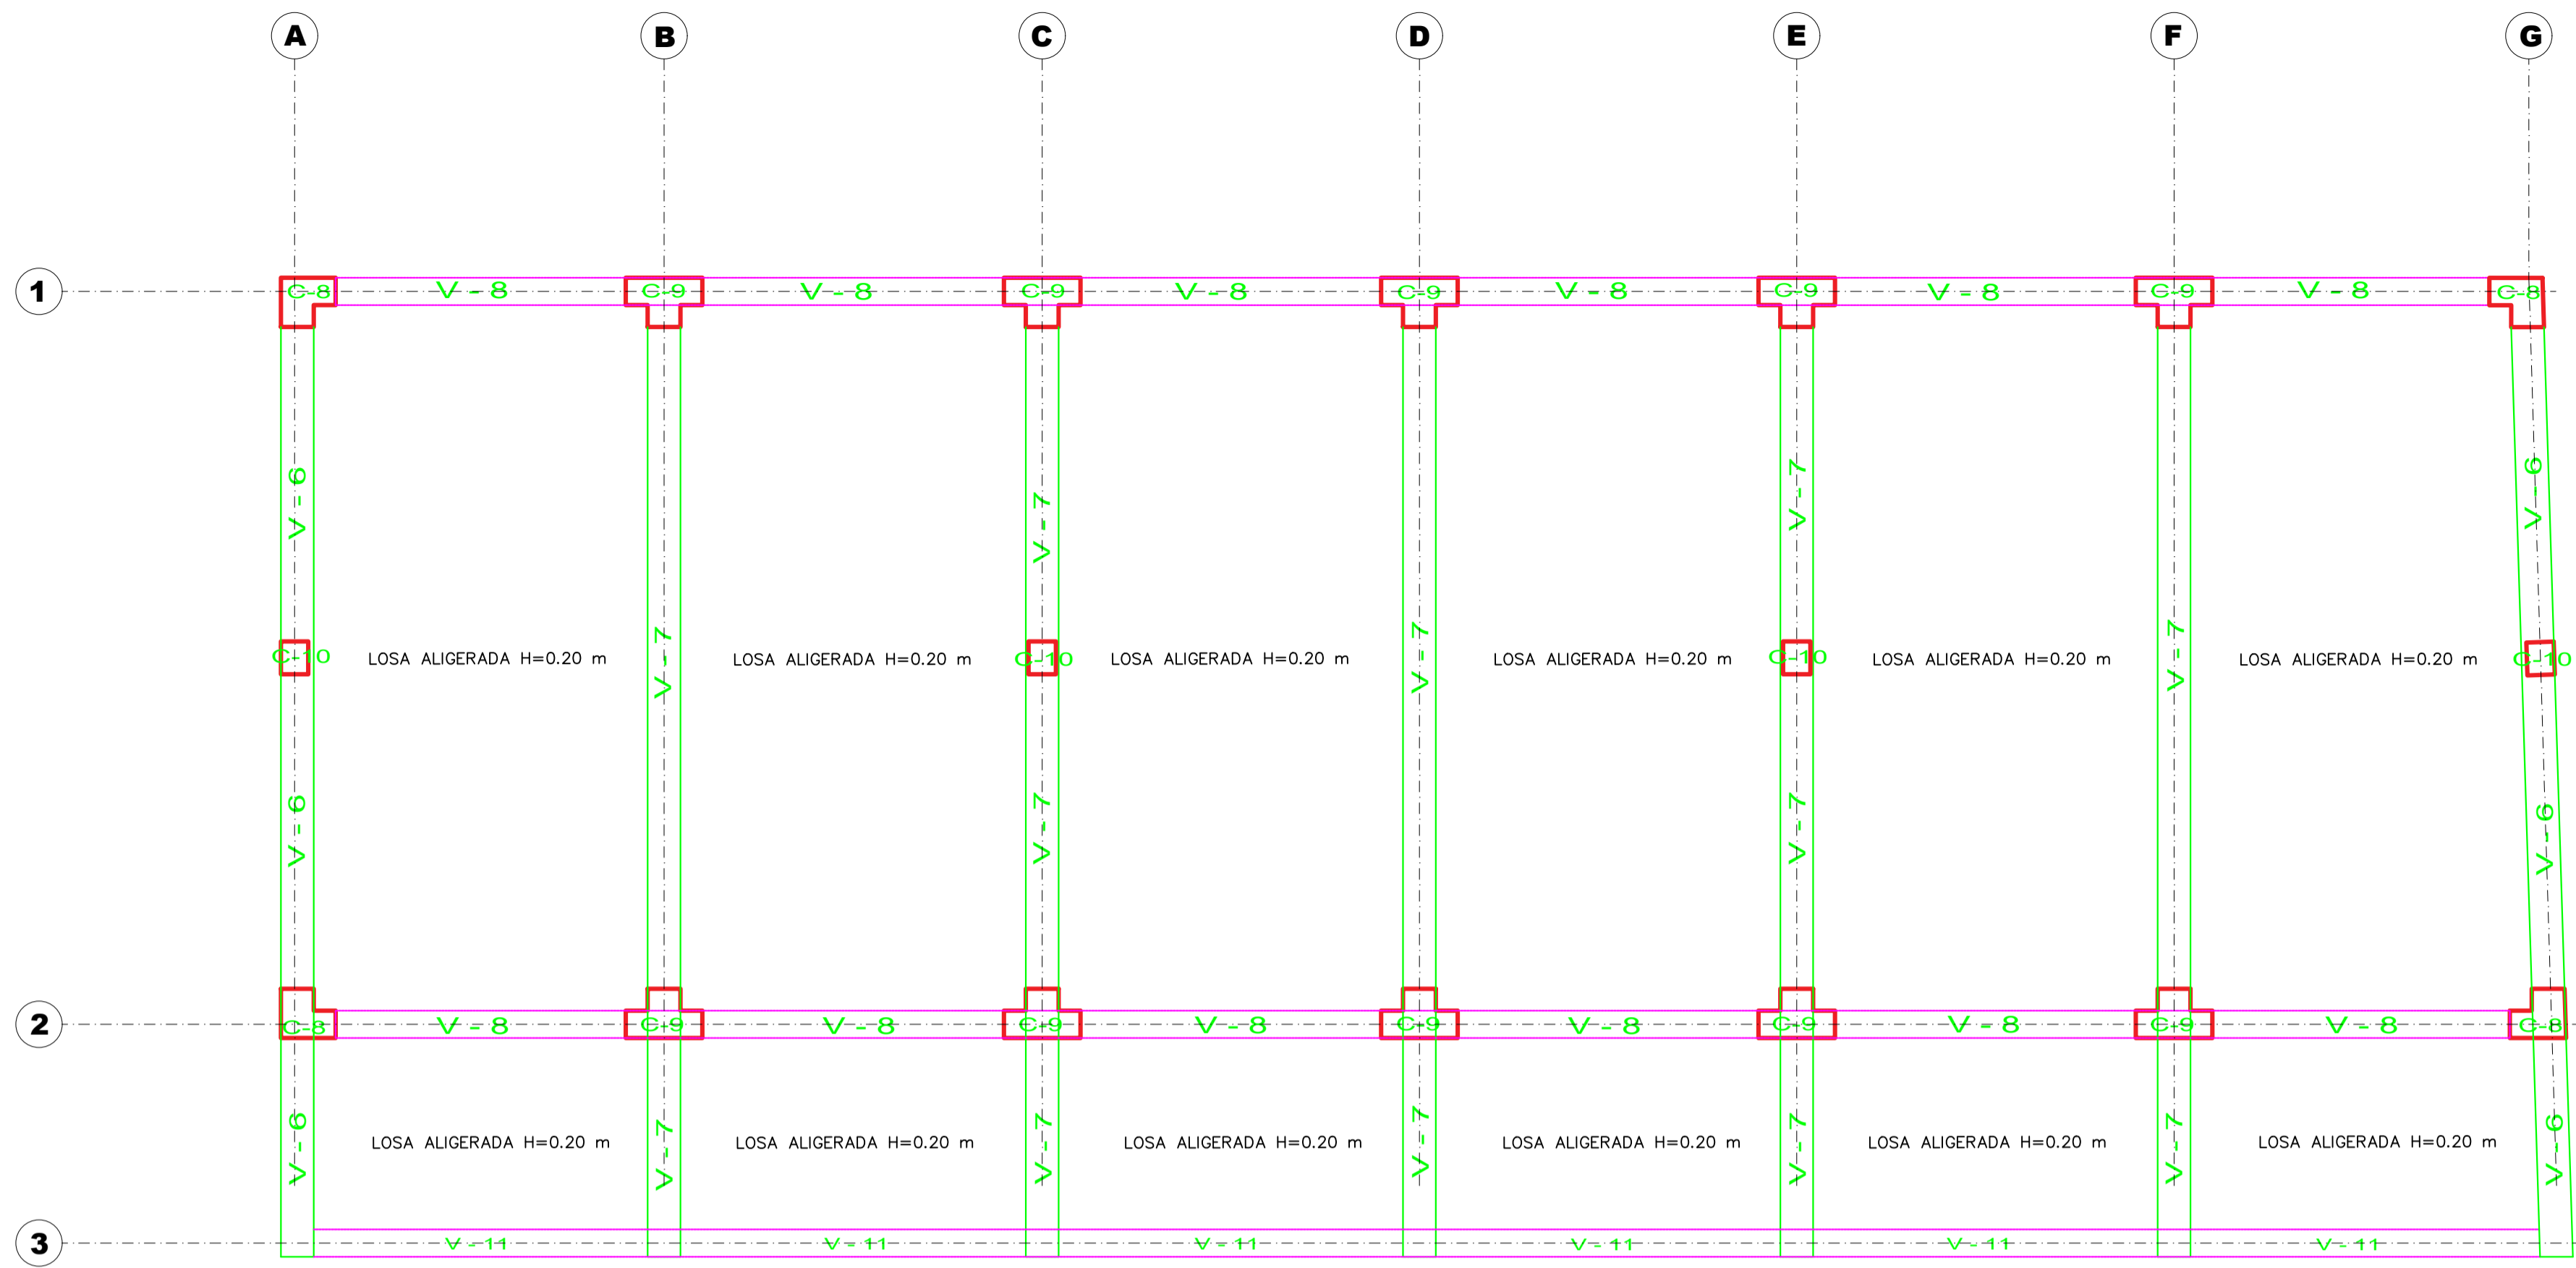 A B C D E F G
1 C-8 V - 8 C-9 V - 8 C-9 V - 8 C-9 V - 8 C-9 V - 8 C-9 V - 8 C-8
V - 6 V - 7 V - 7 V - 6
C-10 LOSA ALIGERADA H=0.20 m V - 7 LOSA ALIGERADA H=0.20 m C-10 LOSA ALIGERADA H=0.20 m V - 7 LOSA ALIGERADA H=0.20 m C-10 LOSA ALIGERADA H=0.20 m V - 7 LOSA ALIGERADA H=0.20 m C-10
V - 6 V - 7 V - 7 V - 6
2 C-8 V - 8 C-9 V - 8 C-9 V - 8 C-9 V - 8 C-9 V - 8 C-9 V - 8 C-8
V - 6 LOSA ALIGERADA H=0.20 m V - 7 LOSA ALIGERADA H=0.20 m V - 7 LOSA ALIGERADA H=0.20 m V - 7 LOSA ALIGERADA H=0.20 m V - 7 LOSA ALIGERADA H=0.20 m V - 7 LOSA ALIGERADA H=0.20 m V - 6
3 V - 11 V - 11 V - 11 V - 11 V - 11 V - 11